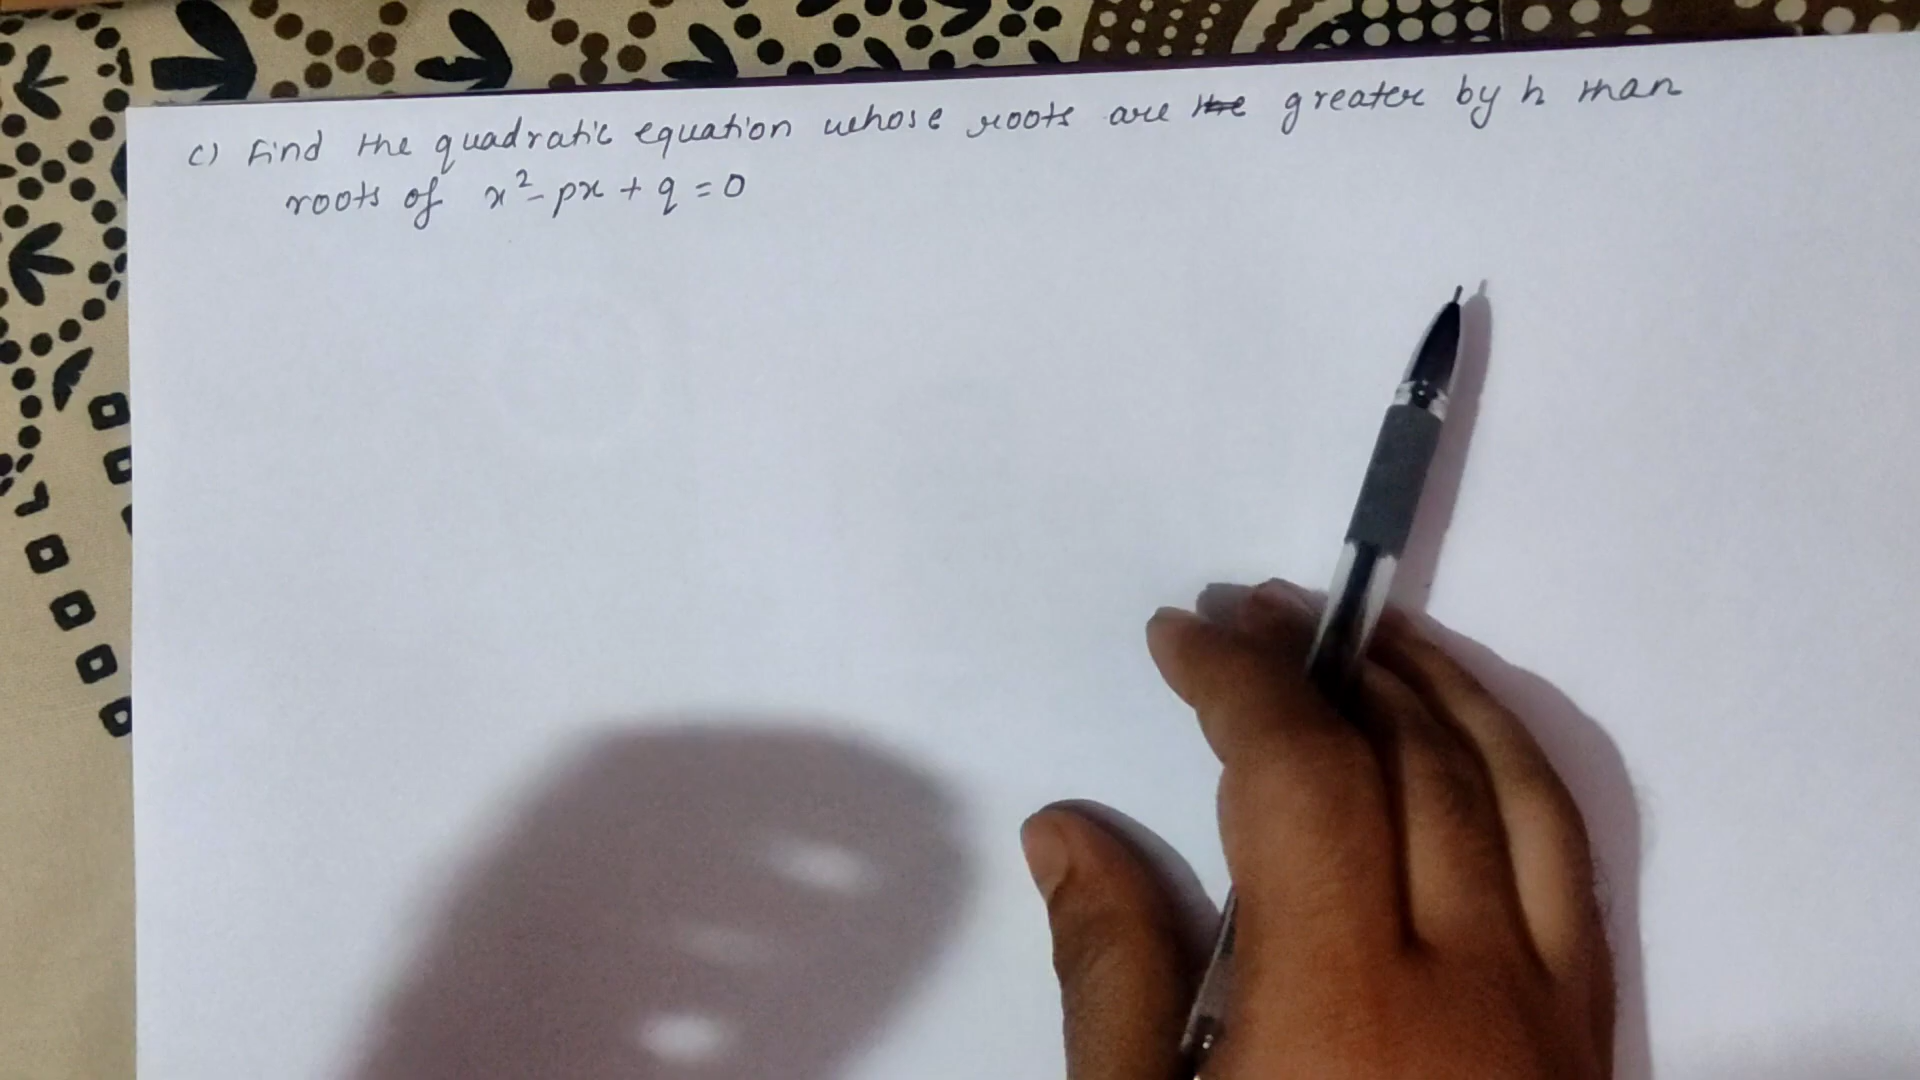 c) Find the quadratic equation whose roots are the greater by h than
roots of x² - px + q = 0